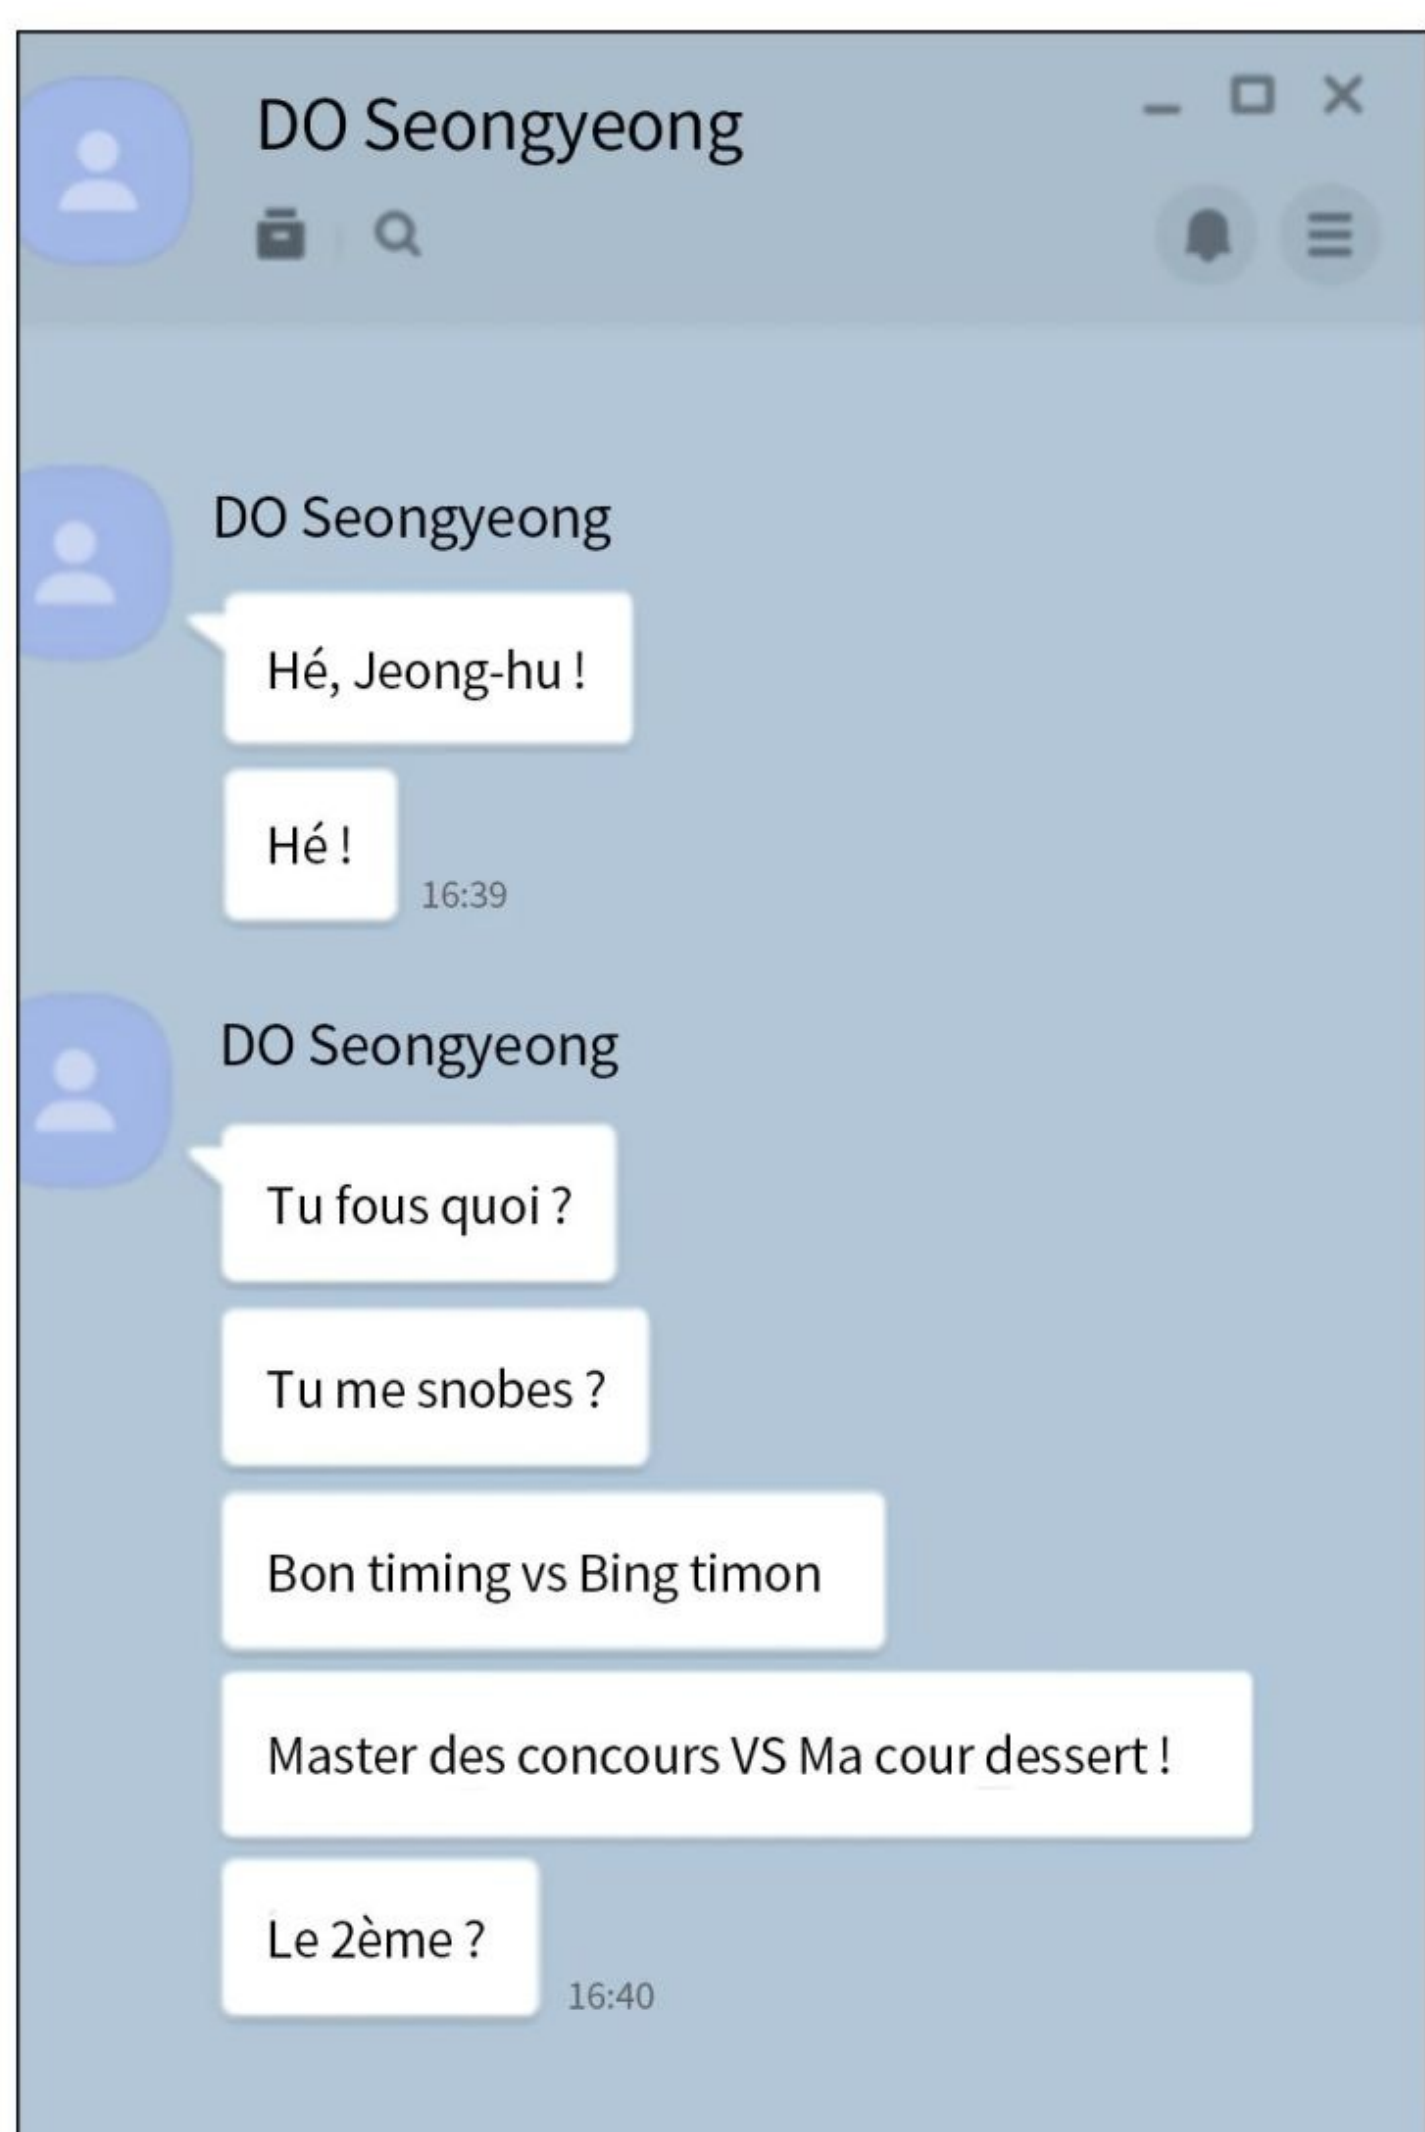 DO Seongyeong
DO Seongyeong
Hé, Jeong-hu !
Hé !
16:39
DO Seongyeong
Tu fous quoi ?
Tu me snobes ?
Bon timing vs Bing timon
Master des concours VS Ma cour dessert !
Le 2ème ?
16:40